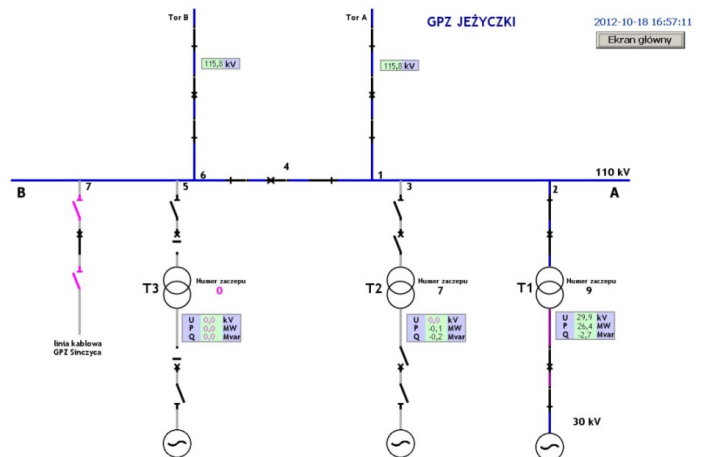 Tor B
Tor A
GPZ JEŻYCZKI
2012-10-18 16:57:11
Ekran główny
115,8 kV
115,8 kV
4
6
1
110 kV
B
7
5
3
2
A
T3
Numer zaczepu
0
T2
Numer zaczepu
7
T1
Numer zaczepu
9
U 0,0 kV
P 0,0 MW
Q 0,0 Mvar
U 0,0 kV
P -0,1 MW
Q -0,2 Mvar
U 29,9 kV
P 26,4 MW
Q -2,7 Mvar
linia kablowa
GPZ Sinczyca
30 kV